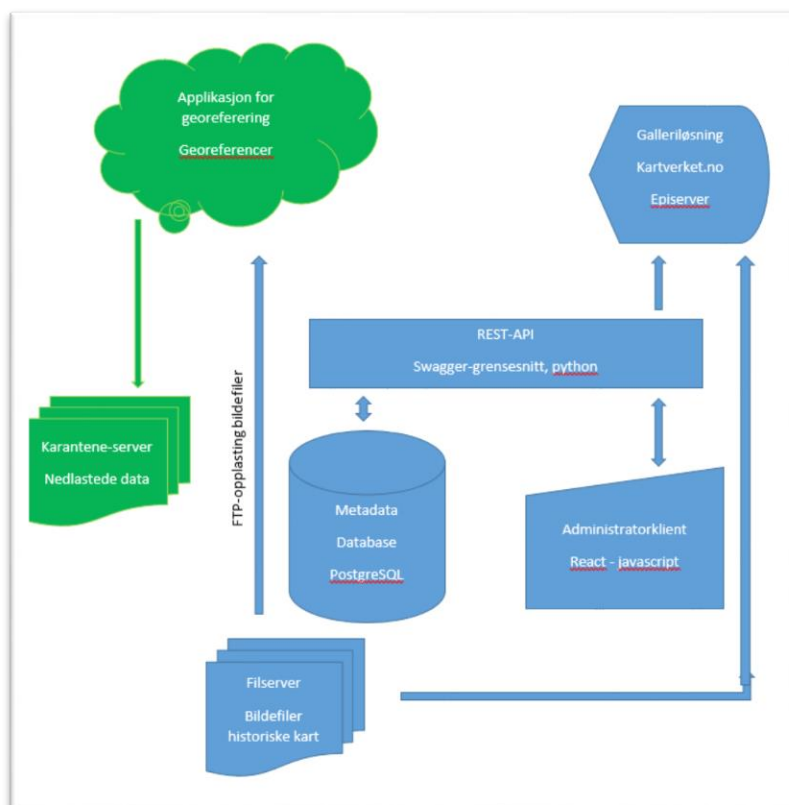 Applikasjon for
georeferering
Georeferencer
Galleriløsning
Kartverket.no
Episerver
REST-API
Swagger-grensesnitt, python
FTP-opplasting bildefiler
Karantene-server
Nedlastede data
Metadata
Database
PostgreSQL
Administratorklient
React - javascript
Filserver
Bildefiler
historiske kart